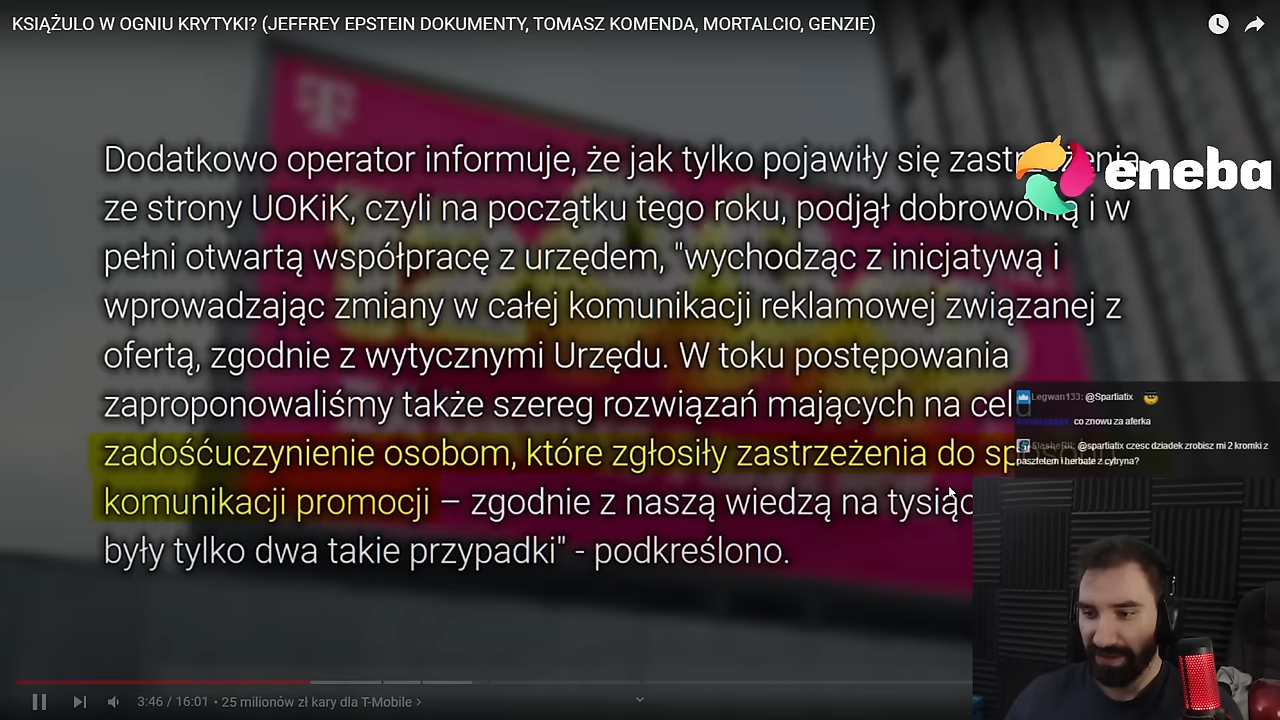 KSIĄŻULO W OGNIU KRYTYKI? (JEFFREY EPSTEIN DOKUMENTY, TOMASZ KOMENDA, MORTALCIO, GENZIE)
T
Dodatkowo operator informuje, że jak tylko pojawiły się
ze strony UOKiK, czyli na początku tego roku, podjął dobrowolną i w
pełni otwartą współpracę z urzędem, "wychodząc z inicjatywą i
wprowadzając zmiany w całej komunikacji reklamowej związanej z
ofertą, zgodnie z wytycznymi Urzędu. W toku postępowania
zaproponowaliśmy także szereg rozwiązań mających na celu
zadośćuczynienie osobom, które zgłosiły zastrzeżenia do
komunikacji promocji – zgodnie z naszą wiedzą na
były tylko dwa takie przypadki" - podkreślono.
eneba
Legwan133: @Spartiatix
co znowu za aferka
@spartiatix czesc dziadek zrobisz mi 2 kromki z
pasztetem i herbate z cytryna?
3:46 / 16:01 • 25 milionów zł kary dla T-Mobile ›